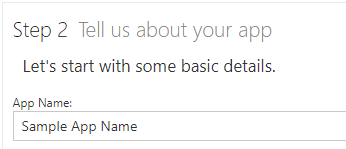 Step 2 Tell us about your app
Let's start with some basic details.
App Name:
Sample App Name